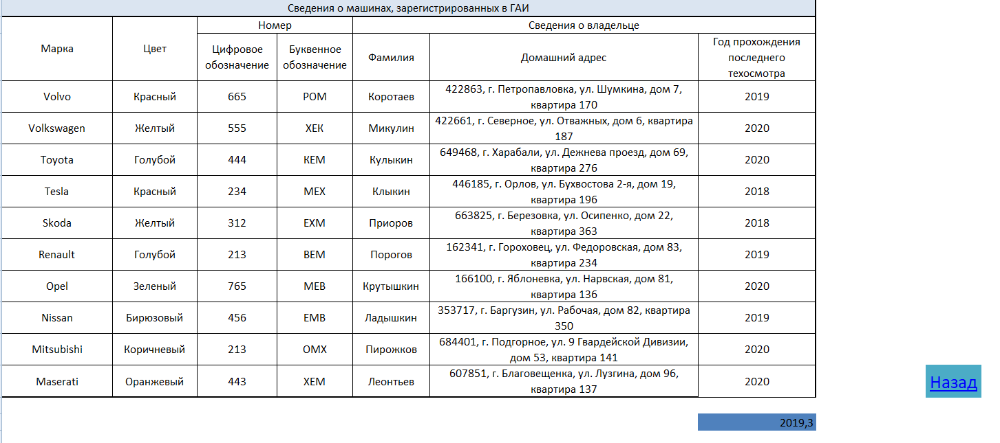 Сведения о машинах, зарегистрированных в ГАИ
Номер
Сведения о владельце
Марка
Цвет
Цифровое
обозначение
Буквенное
обозначение
Фамилия
Домашний адрес
Год прохождения
последнего
техосмотра
Volvo Красный 665 РОМ Коротаев 422863, г. Петропавловка, ул. Шумкина, дом 7, 2019
квартира 170
Volkswagen Желтый 555 ХЕК Микулин 422661, г. Северное, ул. Отважных, дом 6, квартира 2020
187
Toyota Голубой 444 КЕМ Кулыкин 649468, г. Харабали, ул. Дежнева проезд, дом 69, 2020
квартира 276
Tesla Красный 234 МЕХ Клыкин 446185, г. Орлов, ул. Бухвостова 2-я, дом 19, 2018
квартира 196
Skoda Желтый 312 ЕХМ Приоров 663825, г. Березовка, ул. Осипенко, дом 22, 2018
квартира 363
Renault Голубой 213 ВЕМ Порогов 162341, г. Гороховец, ул. Федоровская, дом 83, 2019
квартира 234
Opel Зеленый 765 МЕВ Крутышкин 166100, г. Яблоневка, ул. Нарвская, дом 81, 2020
квартира 136
Nissan Бирюзовый 456 ЕМВ Ладышкин 353717, г. Баргузин, ул. Рабочая, дом 82, квартира 2019
350
Mitsubishi Коричневый 213 ОМХ Пирожков 684401, г. Подгорное, ул. 9 Гвардейской Дивизии, 2020
дом 53, квартира 141
Maserati Оранжевый 443 ХЕМ Леонтьев 607851, г. Благовещенка, ул. Лузгина, дом 96, 2020
квартира 137
Назад
2019,3